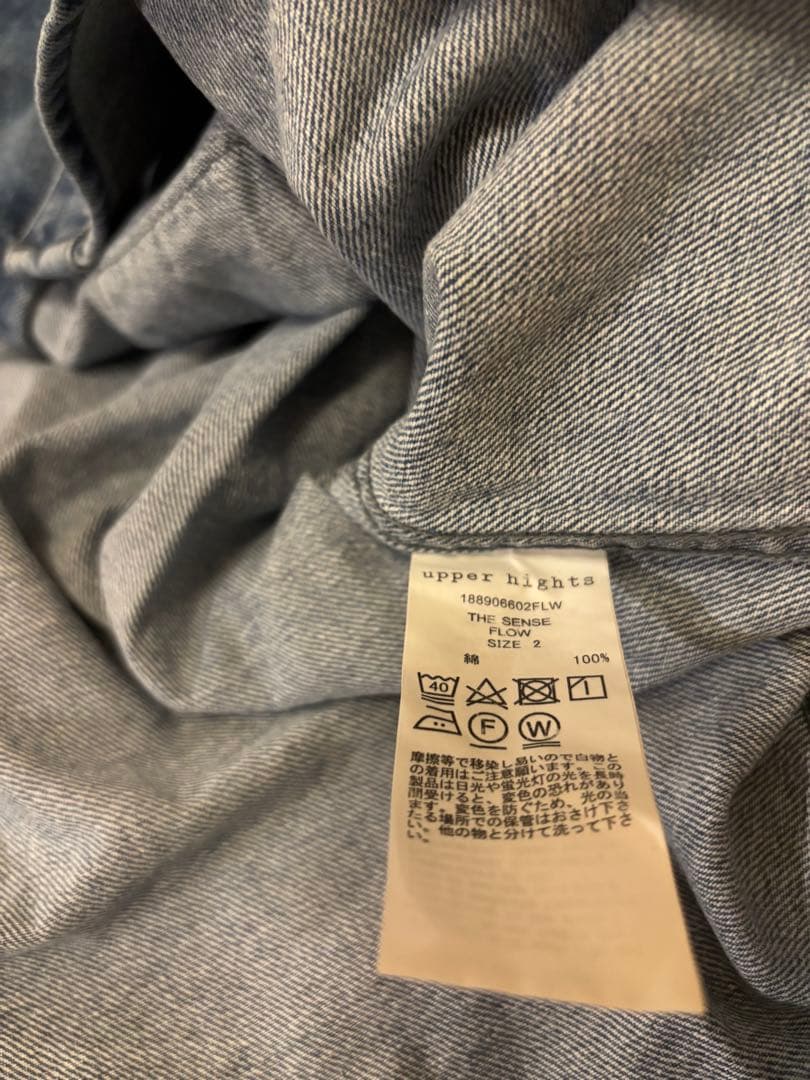 upper hights
188906602FLW
THE SENSE
FLOW
SIZE 2
綿 100%
40
F W
摩擦等で移染し易いので白物と
の着用はご注意願います。この
製品は日光や蛍光灯の光を長時
間受けると、変色の恐れがあり
ます。変色を防ぐため、光の当
たる場所での保管はおさけ下さ
い。他の物と分けて洗って下さ
い。